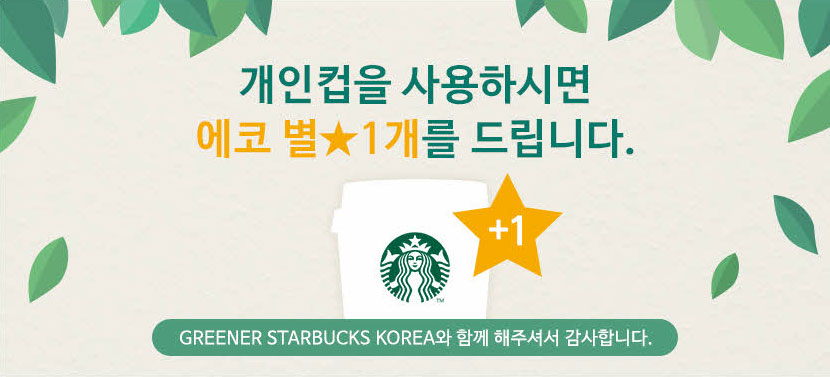 개인컵을 사용하시면
에코 별★1개를 드립니다.
+1
TM
GREENER STARBUCKS KOREA와 함께 해주셔서 감사합니다.